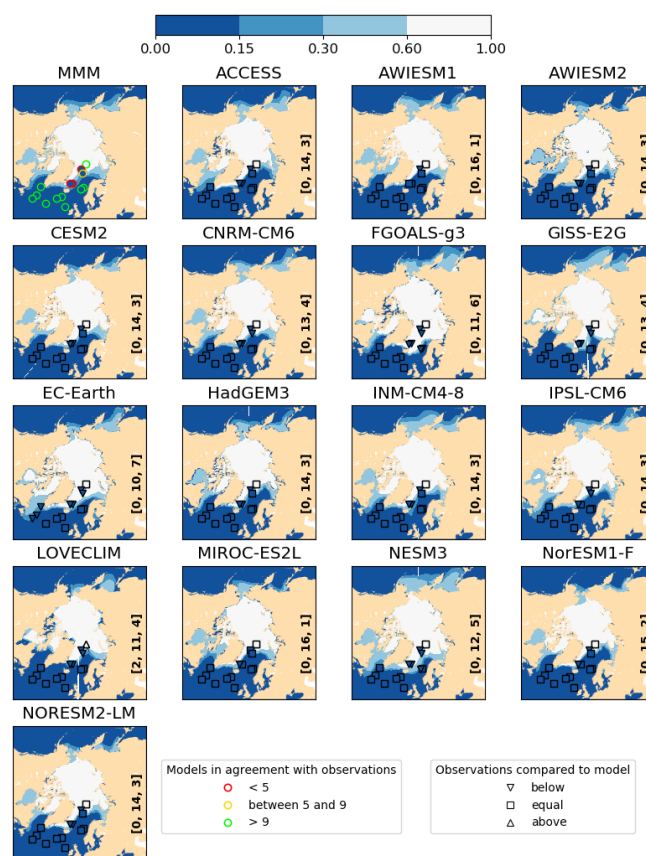 0.00 0.15 0.30 0.60 1.00
MMM ACCESS AWIESM1 AWIESM2
[0, 14, 3] [0, 16, 1] [0, 14, 3]
CESM2 CNRM-CM6 FGOALS-g3 GISS-E2G
[0, 14, 3] [0, 13, 4] [0, 11, 6] [0, 13, 4]
EC-Earth HadGEM3 INM-CM4-8 IPSL-CM6
[0, 10, 7] [0, 14, 3] [0, 14, 3] [0, 14, 3]
LOVECLIM MIROC-ES2L NESM3 NorESM1-F
[2, 11, 4] [0, 16, 1] [0, 12, 5] [0, 15, 2]
NORESM2-LM
[0, 14, 3]
Models in agreement with observations
< 5
between 5 and 9
> 9
Observations compared to model
below
equal
above